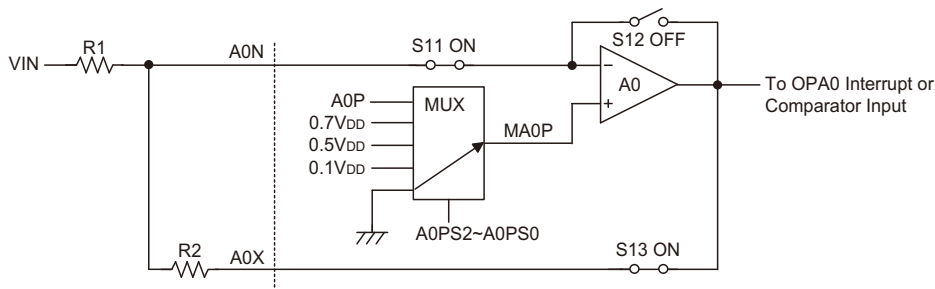 R1
VIN
A0N
S11 ON
S12 OFF
A0
−
+
To OPA0 Interrupt or
Comparator Input
A0P
0.7VDD
0.5VDD
0.1VDD
MUX
MA0P
A0PS2~A0PS0
R2
A0X
S13 ON